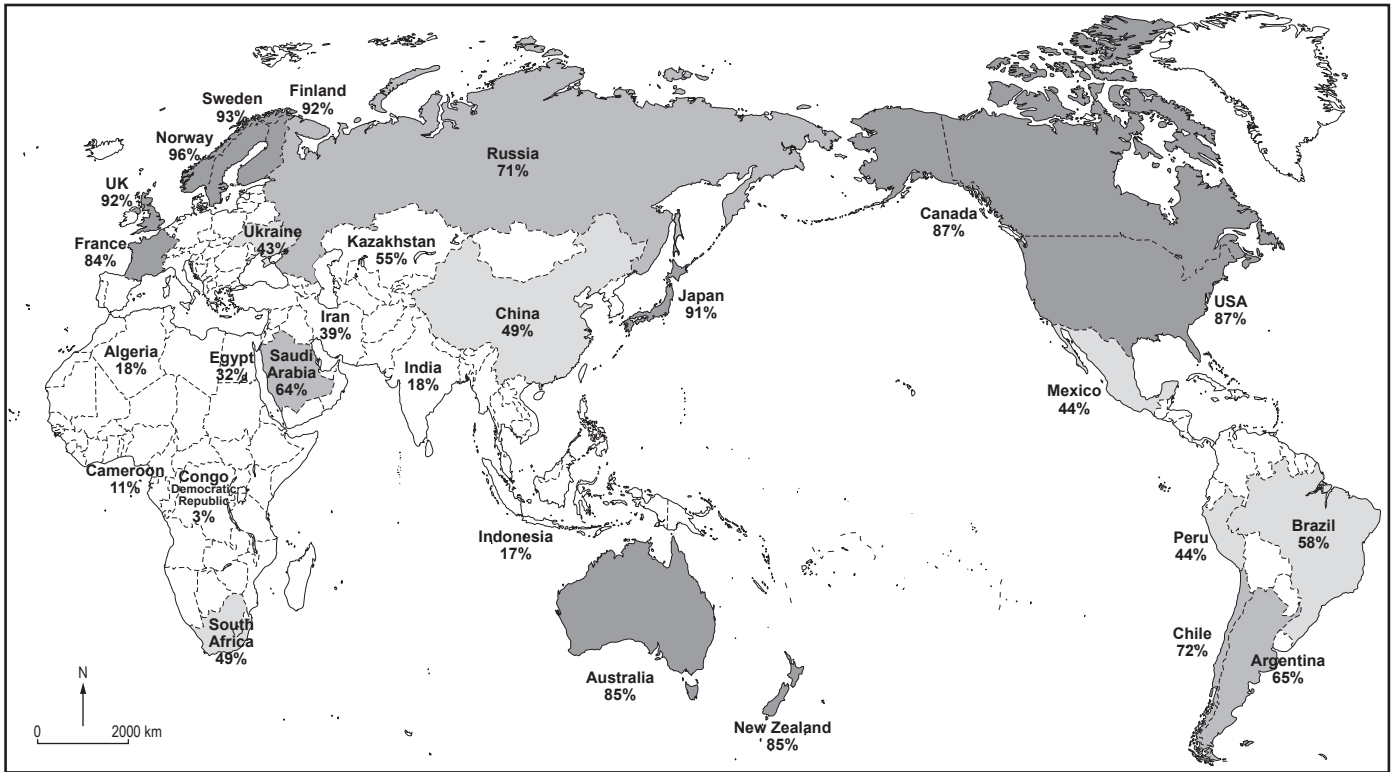 Finland
92%
Sweden
93%
Norway
96%
Russia
71%
UK
92%
Canada
87%
Ukraine
43%
France
84%
Kazakhstan
55%
Japan
91%
USA
87%
China
49%
Iran
39%
Algeria
18%
Egypt
32%
Saudi
Arabia
64%
India
18%
Mexico
44%
Cameroon
11%
Congo
Democratic
Republic
3%
Indonesia
17%
Brazil
58%
Peru
44%
South
Africa
49%
Chile
72%
Argentina
65%
Australia
85%
New Zealand
85%
N
0 2000 km